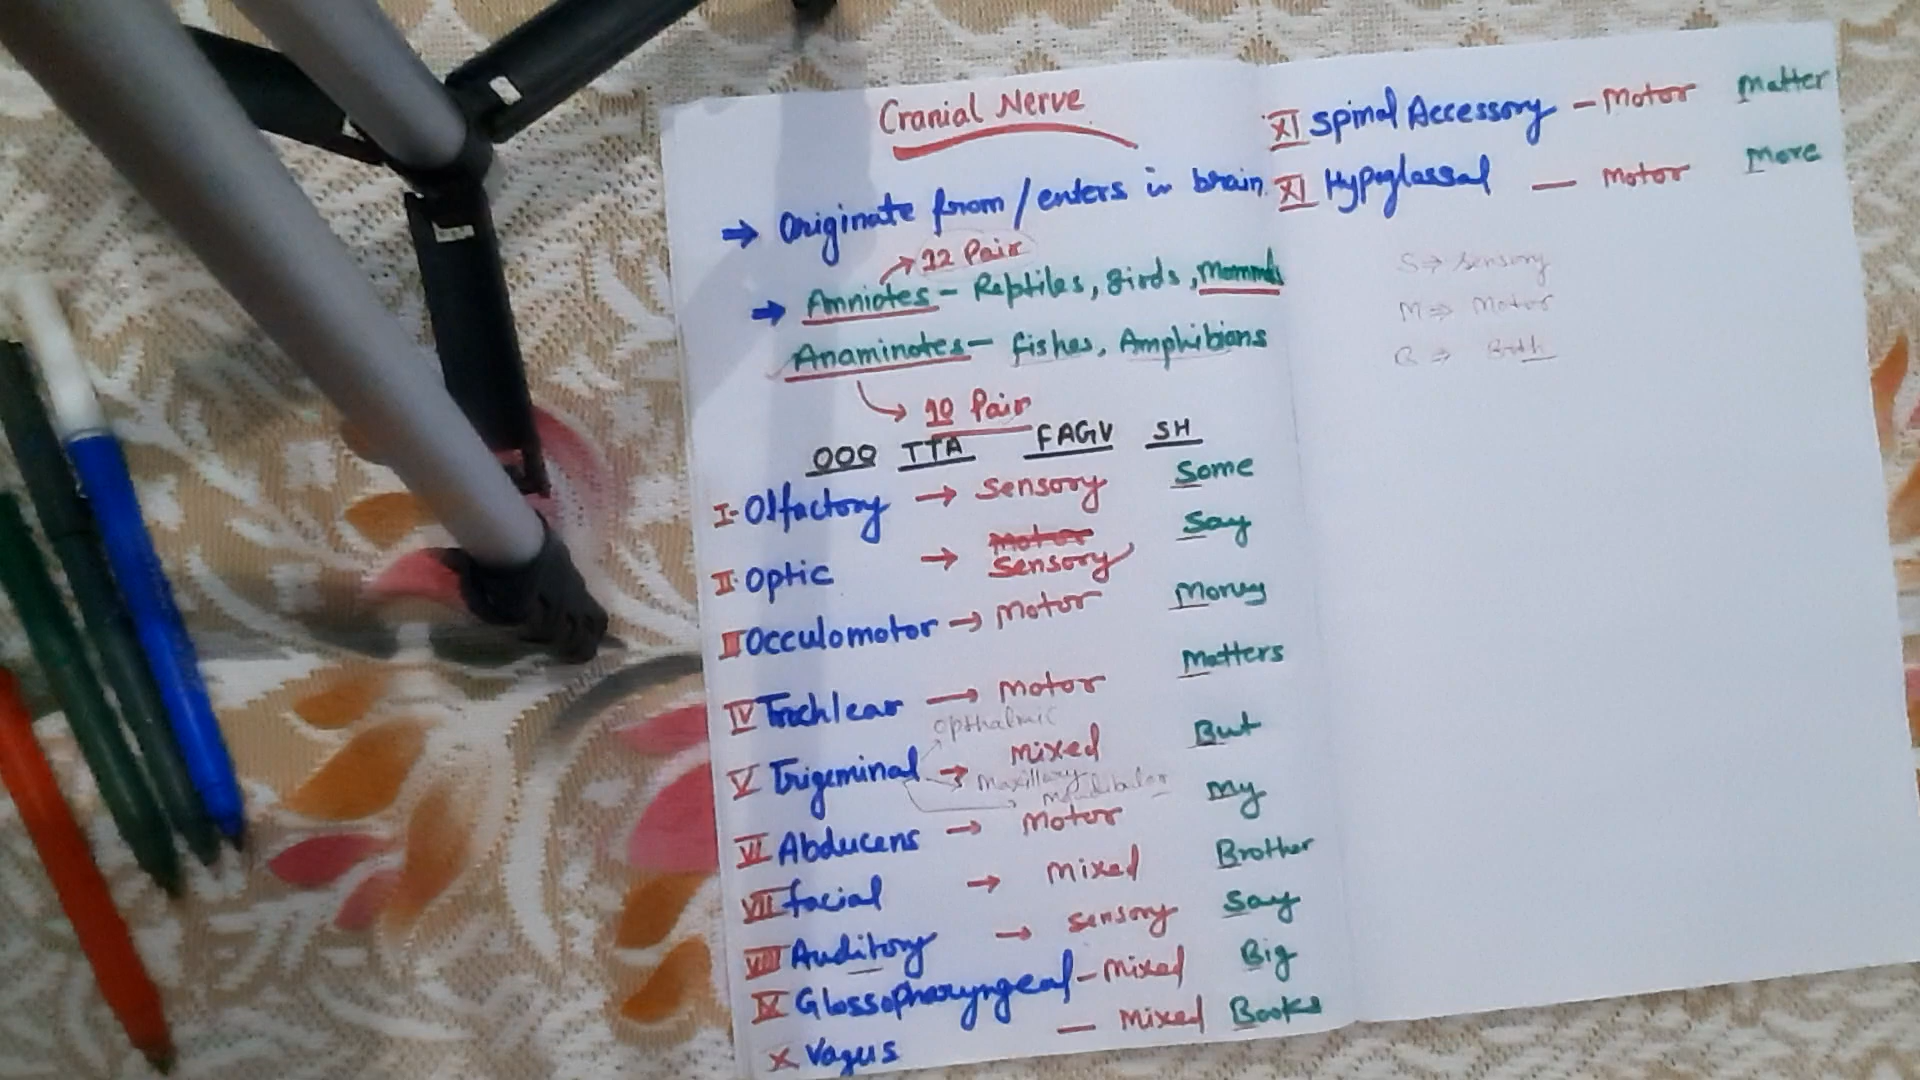 Cranial Nerve
→ Originate from/enters in brain.
→ 12 Pair
→ Amniotes - Reptiles, Birds, Mammals
Anaminotes - fishes, Amphibians
→ 10 Pair
OOO TTA FAGV SH
I. Olfactory → Sensory Some
II. Optic → Motor Sensory Say
III Occulomotor → Motor Money
IV Trochlear → Motor Matters
opthalmic
V Trigeminal → Mixed But
Maxillary
Mandibular
VI Abducens → Motor My
VII facial → Mixed Brother
VIII Auditory → Sensory Say
IX Glossopharyngeal - Mixed Big
X Vagus — Mixed Books
XI Spinal Accessory - Motor Matter
XI Hypoglassal — Motor More
S ⇒ Sensory
M ⇒ Motor
B ⇒ Both